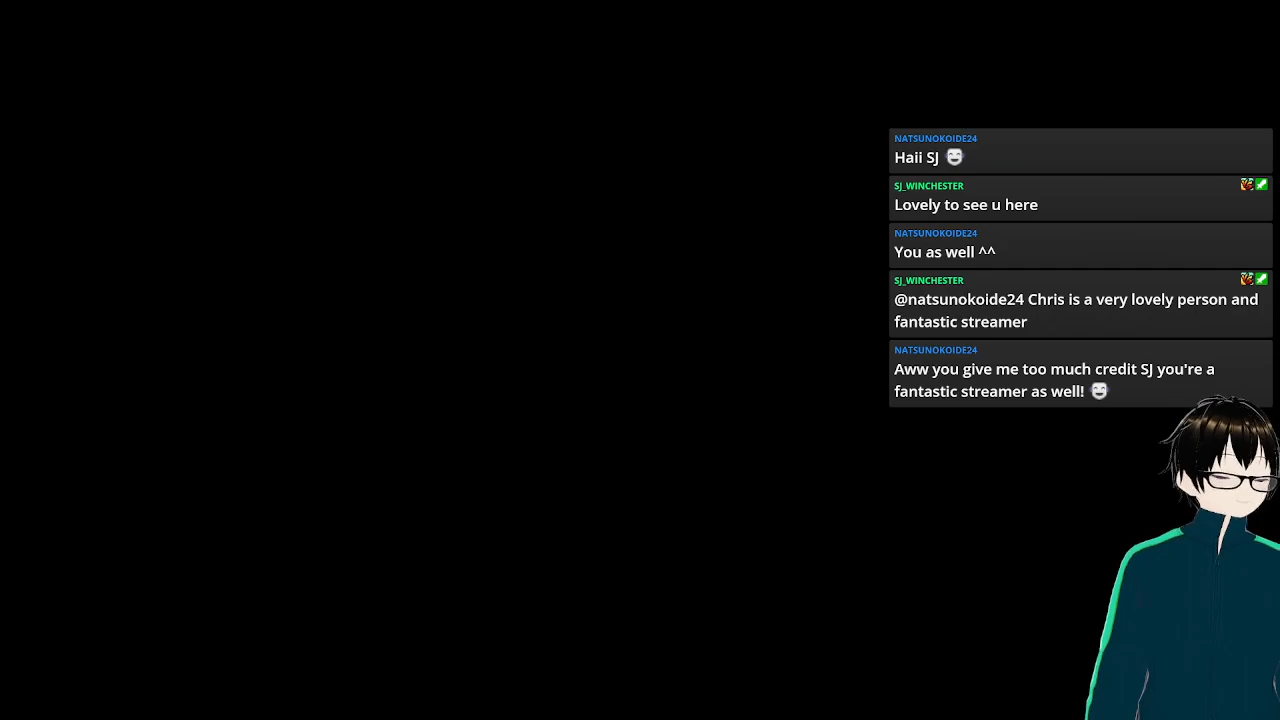 NATSUNOKOIDE24
Haii SJ
SJ_WINCHESTER
Lovely to see u here
NATSUNOKOIDE24
You as well ^^
SJ_WINCHESTER
@natsunokoide24 Chris is a very lovely person and
fantastic streamer
NATSUNOKOIDE24
Aww you give me too much credit SJ you're a
fantastic streamer as well!